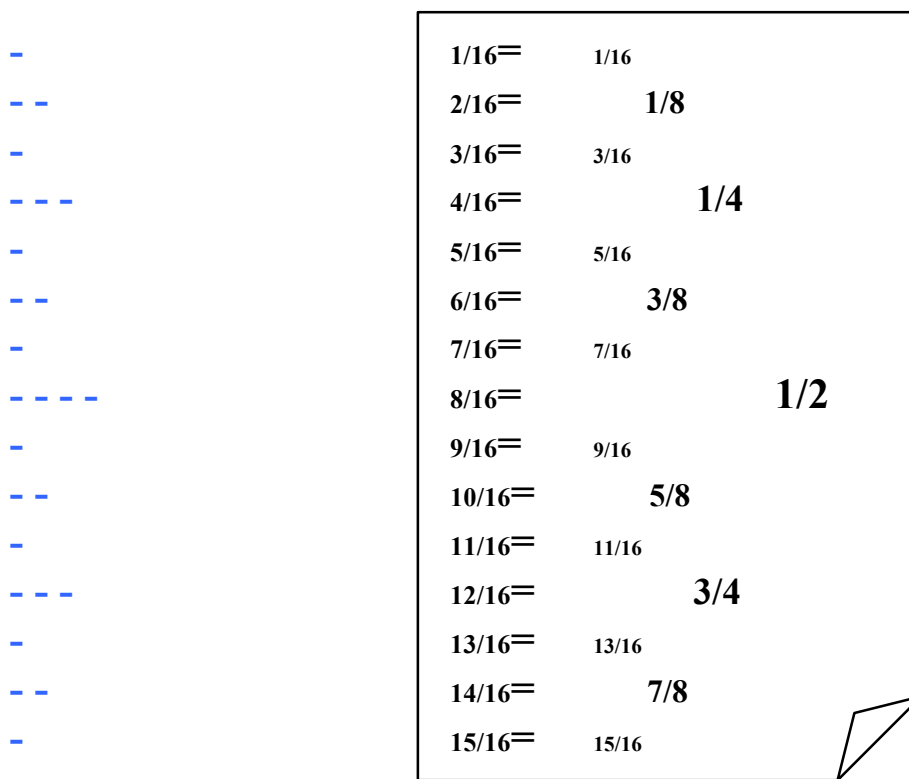 - 1/16= 1/16
- - 2/16= 1/8
- 3/16= 3/16
- - - 4/16= 1/4
- 5/16= 5/16
- - 6/16= 3/8
- 7/16= 7/16
- - - - 8/16= 1/2
- 9/16= 9/16
- - 10/16= 5/8
- 11/16= 11/16
- - - 12/16= 3/4
- 13/16= 13/16
- - 14/16= 7/8
- 15/16= 15/16